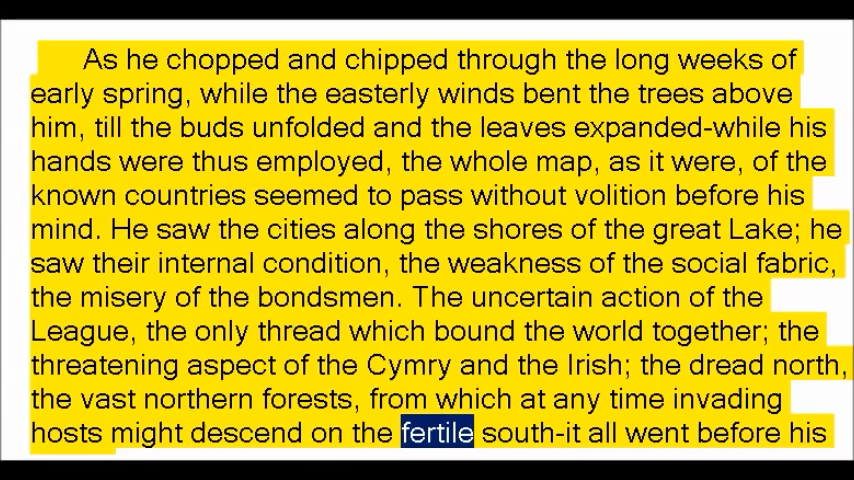 As he chopped and chipped through the long weeks of
early spring, while the easterly winds bent the trees above
him, till the buds unfolded and the leaves expanded-while his
hands were thus employed, the whole map, as it were, of the
known countries seemed to pass without volition before his
mind. He saw the cities along the shores of the great Lake; he
saw their internal condition, the weakness of the social fabric,
the misery of the bondsmen. The uncertain action of the
League, the only thread which bound the world together; the
threatening aspect of the Cymry and the Irish; the dread north,
the vast northern forests, from which at any time invading
hosts might descend on the fertile south-it all went before his